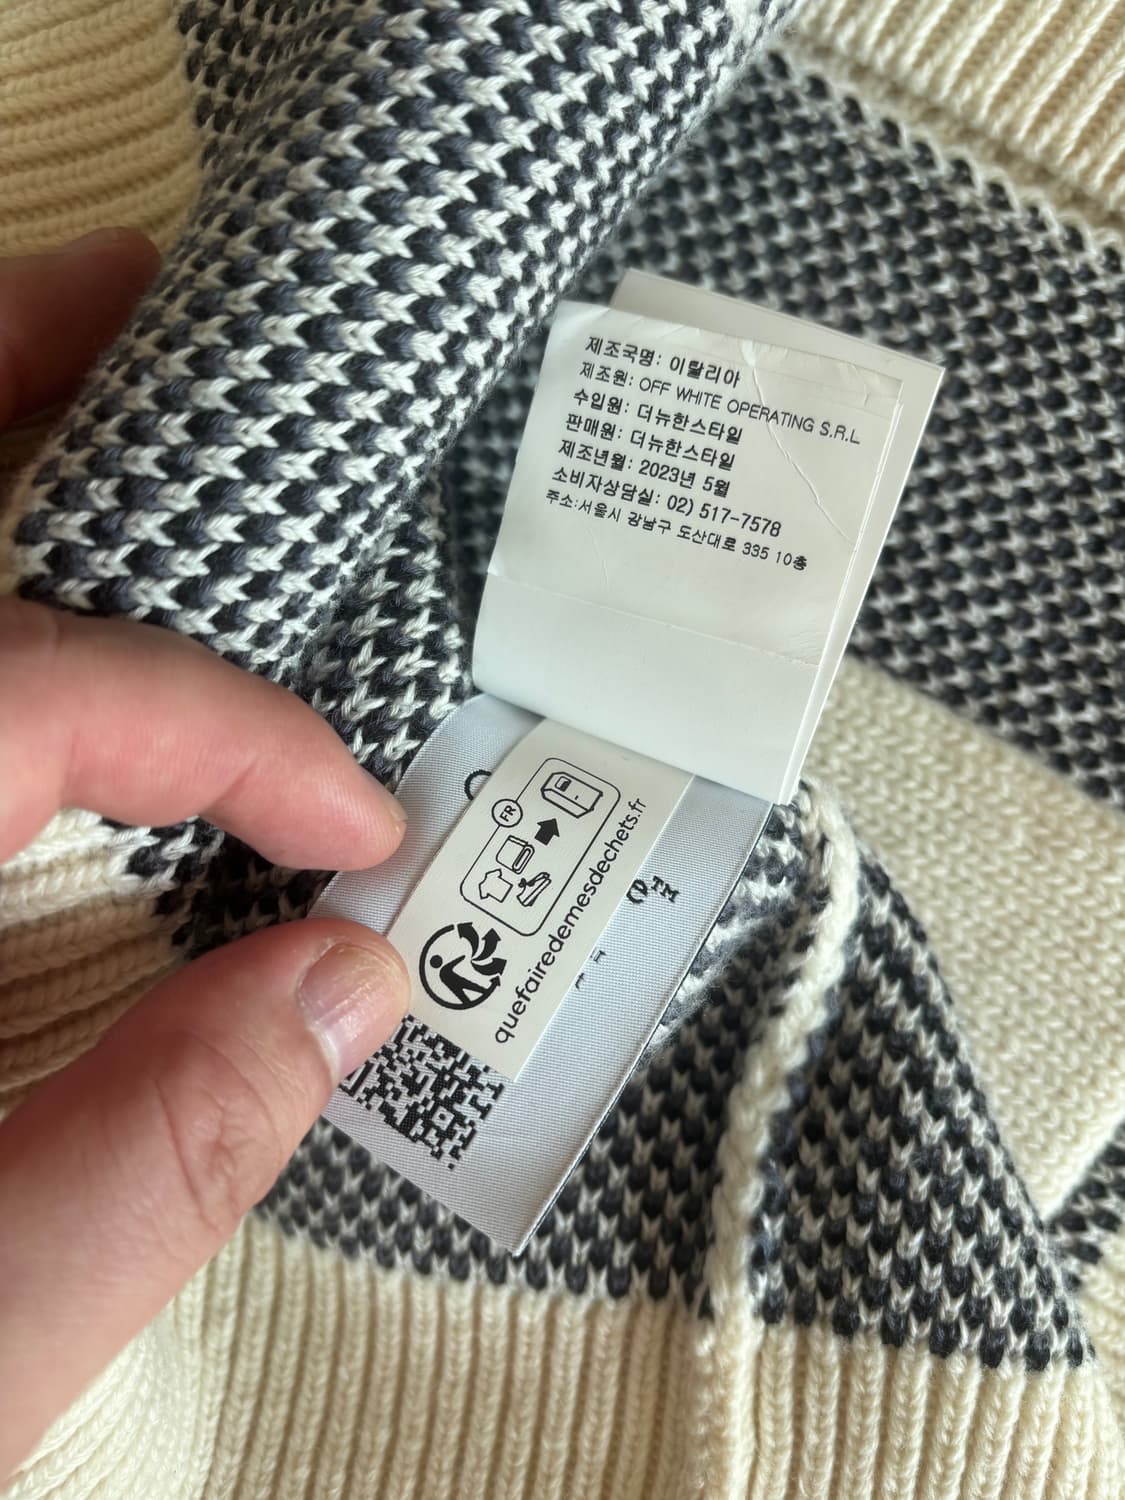 제조국명: 이탈리아
제조원: OFF WHITE OPERATING S.R.L
수입원: 더뉴한스타일
판매원: 더뉴한스타일
제조년월: 2023년 5월
소비자상담실: 02) 517-7578
주소:서울시 강남구 도산대로 335 10층
FR
quefairedemesdechets.fr
TM